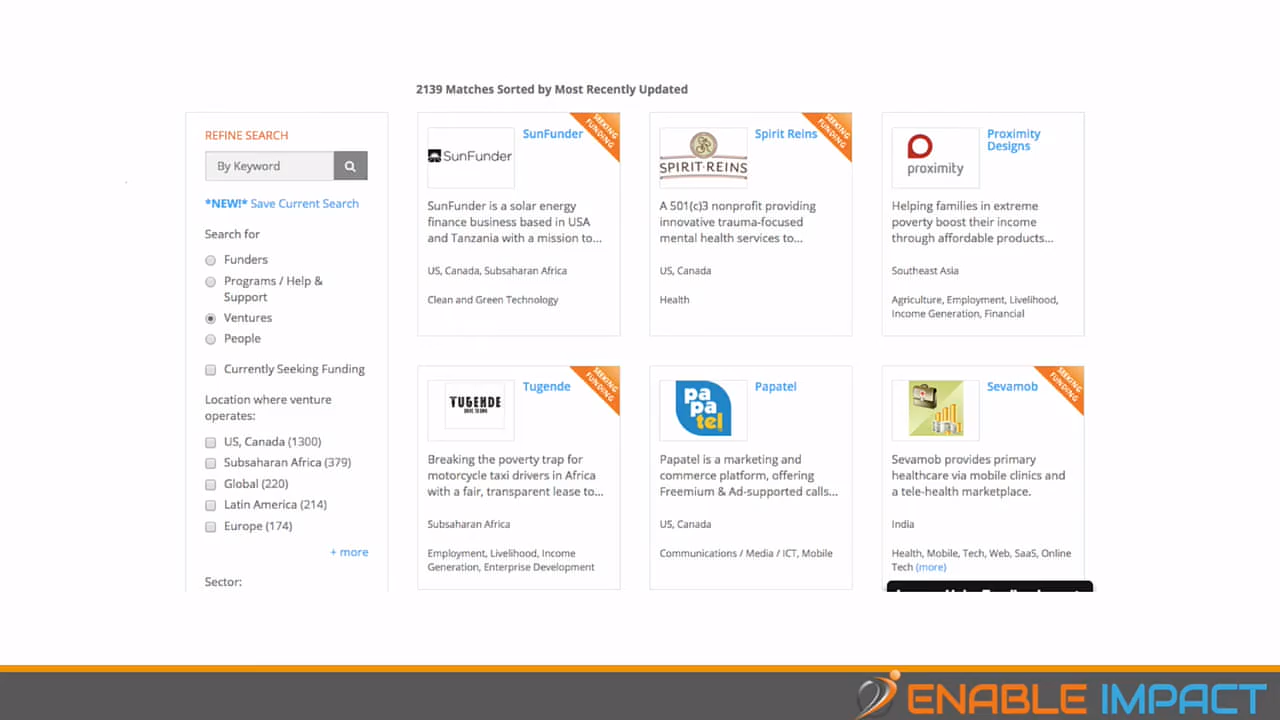 2139 Matches Sorted by Most Recently Updated
REFINE SEARCH
By Keyword
*NEW!* Save Current Search
Search for
Funders
Programs / Help &
Support
Ventures
People
Currently Seeking Funding
Location where venture
operates:
US, Canada (1300)
Subsaharan Africa (379)
Global (220)
Latin America (214)
Europe (174)
+ more
Sector:
SunFunder
SunFunder
SEEKING
FUNDING
SunFunder is a solar energy
finance business based in USA
and Tanzania with a mission to...
US, Canada, Subsaharan Africa
Clean and Green Technology
SPIRIT·REINS
Spirit Reins
SEEKING
FUNDING
A 501(c)3 nonprofit providing
innovative trauma-focused
mental health services to...
US, Canada
Health
proximity
Proximity
Designs
Helping families in extreme
poverty boost their income
through affordable products...
Southeast Asia
Agriculture, Employment, Livelihood,
Income Generation, Financial
TUGENDE
Tugende
SEEKING
FUNDING
Breaking the poverty trap for
motorcycle taxi drivers in Africa
with a fair, transparent lease to...
Subsaharan Africa
Employment, Livelihood, Income
Generation, Enterprise Development
pa
pa
tel
Papatel
Papatel is a marketing and
commerce platform, offering
Freemium & Ad-supported calls...
US, Canada
Communications / Media / ICT, Mobile
Sevamob
SEEKING
FUNDING
Sevamob provides primary
healthcare via mobile clinics and
a tele-health marketplace.
India
Health, Mobile, Tech, Web, SaaS, Online
Tech (more)
ENABLE IMPACT